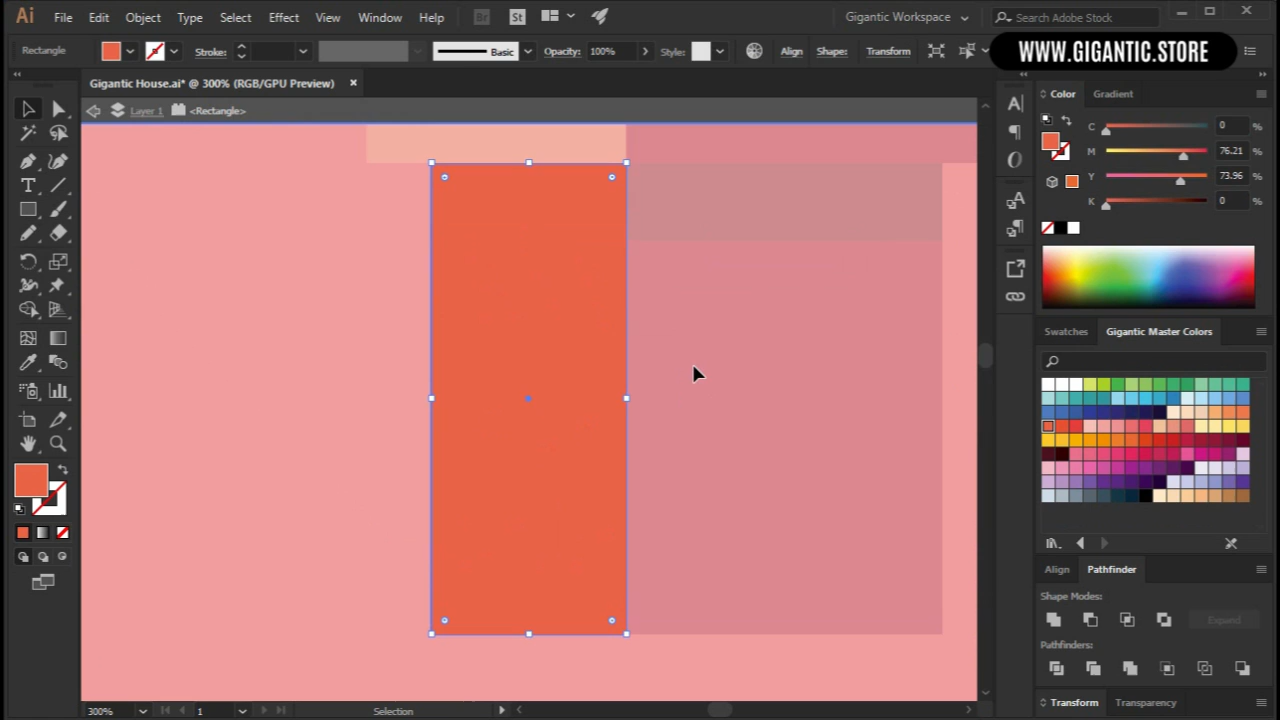 Ai File Edit Object Type Select Effect View Window Help Br St Gigantic Workspace Search Adobe Stock
Rectangle Stroke: Basic Opacity: 100% Style: Align Shape: Transform WWW.GIGANTIC.STORE
Gigantic House.ai* @ 300% (RGB/GPU Preview) ×
Color Gradient
Layer 1 <Rectangle>
C 0 %
M 76.21 %
Y 73.96 %
K 0 %
Swatches Gigantic Master Colors
Align Pathfinder
Shape Modes:
Expand
Pathfinders:
Transform Transparency
300% 1 Selection